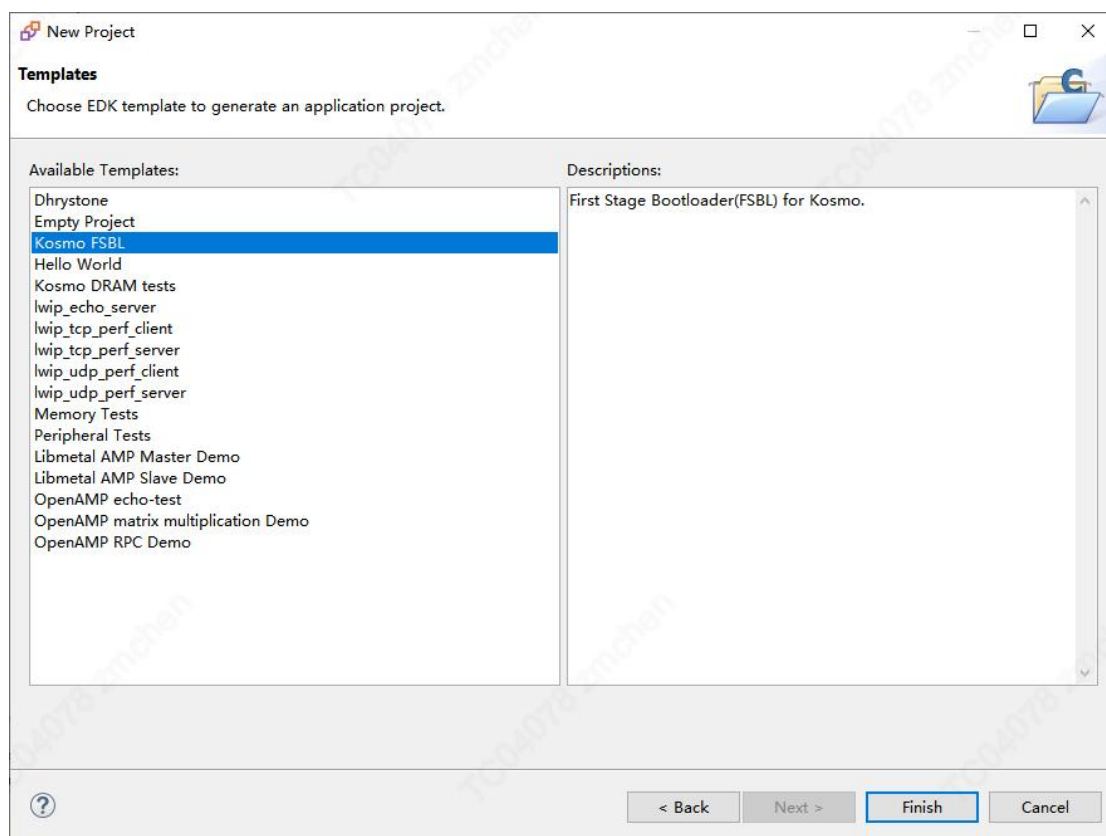 New Project
Templates
Choose EDK template to generate an application project.
Available Templates:
Descriptions:
Dhrystone
First Stage Bootloader(FSBL) for Kosmo.
Empty Project
Kosmo FSBL
Hello World
Kosmo DRAM tests
lwip_echo_server
lwip_tcp_perf_client
lwip_tcp_perf_server
lwip_udp_perf_client
lwip_udp_perf_server
Memory Tests
Peripheral Tests
Libmetal AMP Master Demo
Libmetal AMP Slave Demo
OpenAMP echo-test
OpenAMP matrix multiplication Demo
OpenAMP RPC Demo
< Back
Next >
Finish
Cancel
TC04078 zmchen